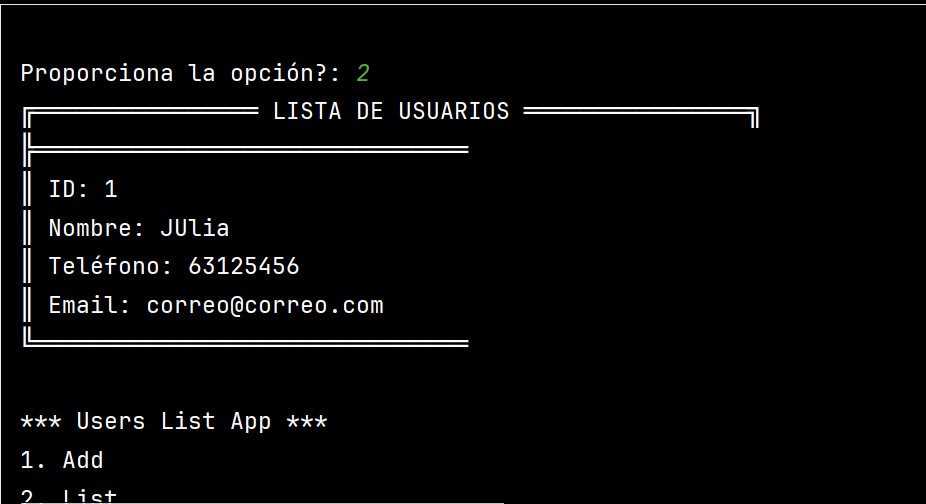 Proporciona la opción?: 2
╔════════════════ LISTA DE USUARIOS ════════════════╗
╠═══════════════════════════════
║ ID: 1
║ Nombre: JUlia
║ Teléfono: 63125456
║ Email: correo@correo.com
╚═══════════════════════════════
*** Users List App ***
1. Add
2. List